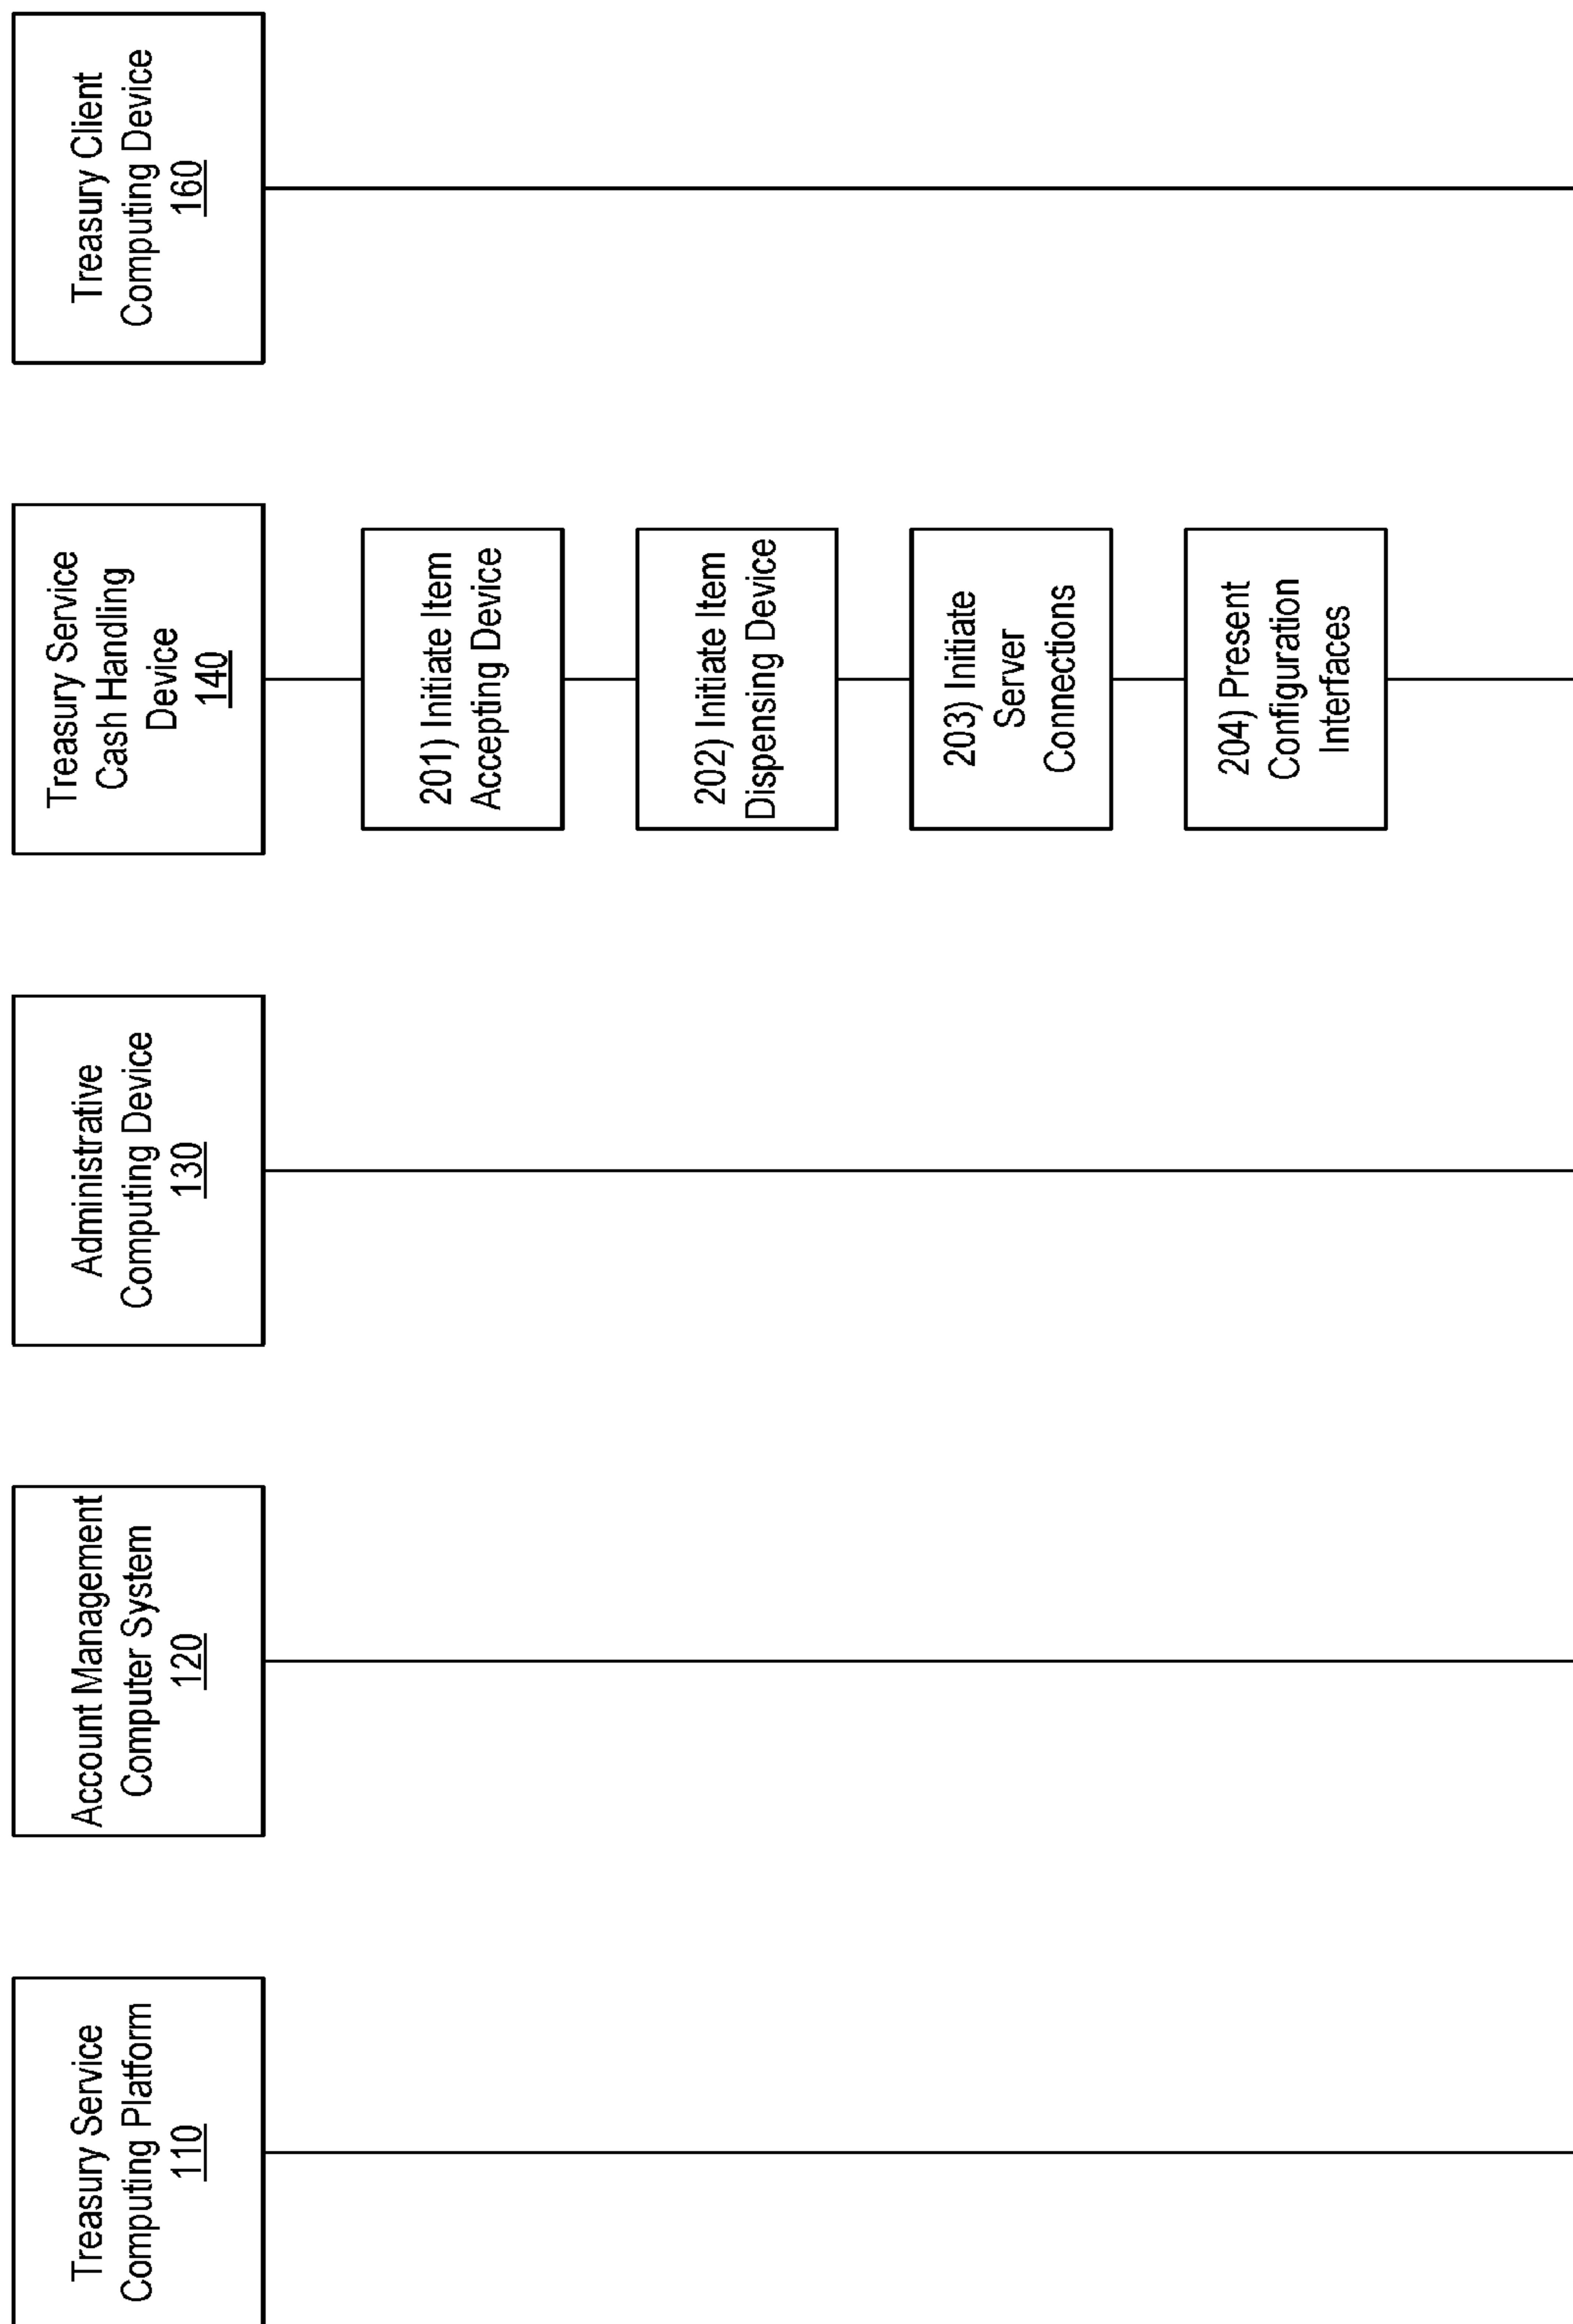 Treasury Service
Computing Platform
110
Account Management
Computer System
120
Administrative
Computing Device
130
Treasury Service
Cash Handling
Device
140
Treasury Client
Computing Device
160
201) Initiate Item
Accepting Device
202) Initiate Item
Dispensing Device
203) Initiate
Server
Connections
204) Present
Configuration
Interfaces